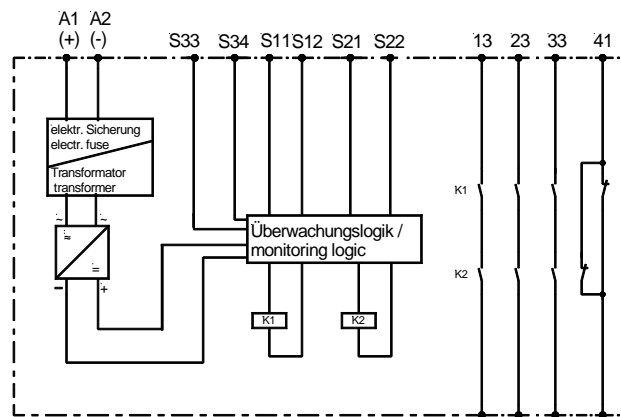 A1 A2
(+) (-) S33 S34 S11 S12 S21 S22 13 23 33 41
elektr. Sicherung
electr. fuse
Transformator
transformer
~ ~
≈
=
– +
Überwachungslogik /
monitoring logic
K1 K2
K1
K2